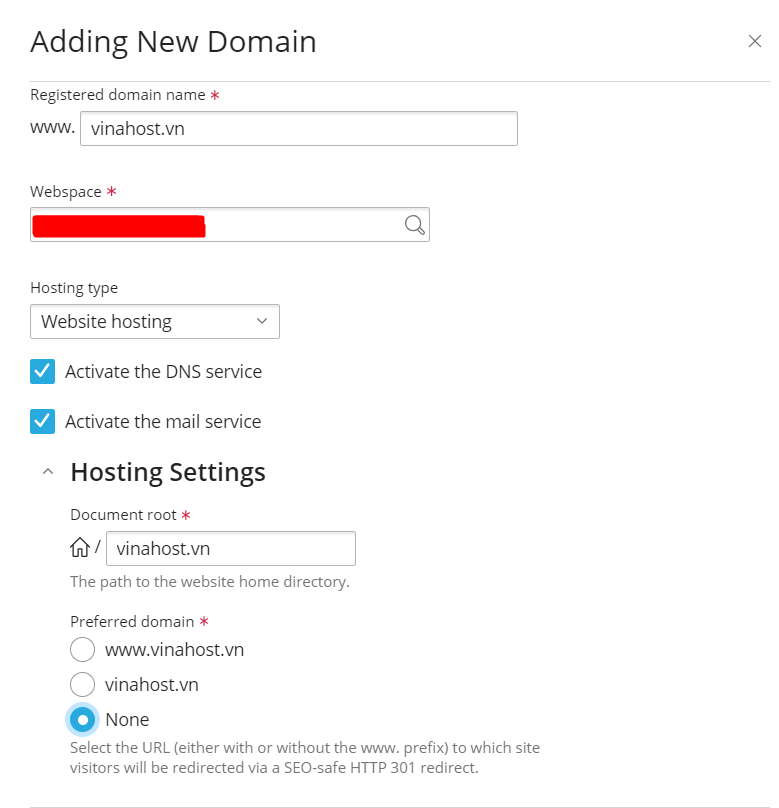 Adding New Domain
Registered domain name *
www. vinahost.vn
Webspace *
Hosting type
Website hosting
Activate the DNS service
Activate the mail service
Hosting Settings
Document root *
/ vinahost.vn
The path to the website home directory.
Preferred domain *
www.vinahost.vn
vinahost.vn
None
Select the URL (either with or without the www. prefix) to which site
visitors will be redirected via a SEO-safe HTTP 301 redirect.